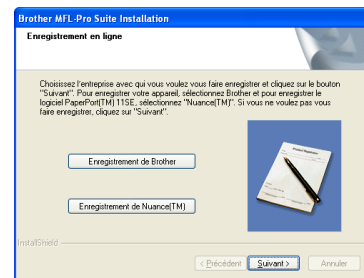 Brother MFL-Pro Suite Installation
Enregistrement en ligne
Choisissez l'entreprise avec qui vous voulez vous faire enregistrer et cliquez sur le bouton
"Suivant". Pour enregistrer votre appareil, sélectionnez Brother et pour enregistrer le
logiciel PaperPort(TM) 11SE, sélectionnez "Nuance(TM)". Si vous ne voulez pas vous
faire enregistrer, cliquez sur "Suivant".
Enregistrement de Brother
Enregistrement de Nuance(TM)
InstallShield
< Précédent
Suivant >
Annuler